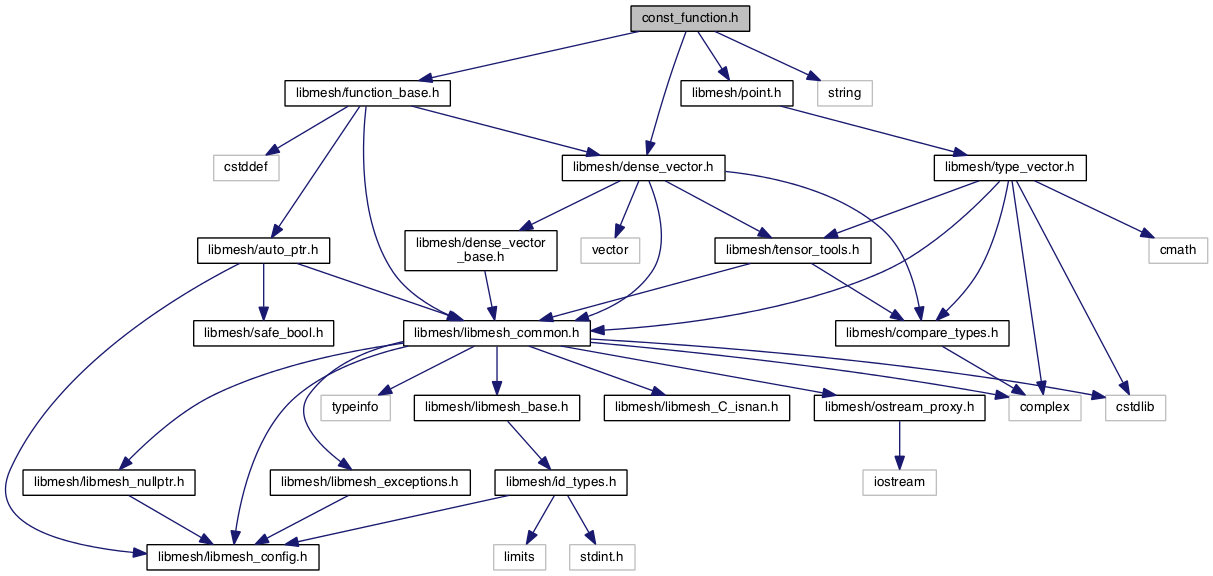 const_function.h
libmesh/function_base.h
libmesh/point.h
string
cstddef
libmesh/dense_vector.h
libmesh/type_vector.h
libmesh/auto_ptr.h
libmesh/dense_vector
_base.h
vector
libmesh/tensor_tools.h
cmath
libmesh/safe_bool.h
libmesh/libmesh_common.h
libmesh/compare_types.h
typeinfo
libmesh/libmesh_base.h
libmesh/libmesh_C_isnan.h
libmesh/ostream_proxy.h
complex
cstdlib
libmesh/libmesh_nullptr.h
libmesh/libmesh_exceptions.h
libmesh/id_types.h
iostream
libmesh/libmesh_config.h
limits
stdint.h